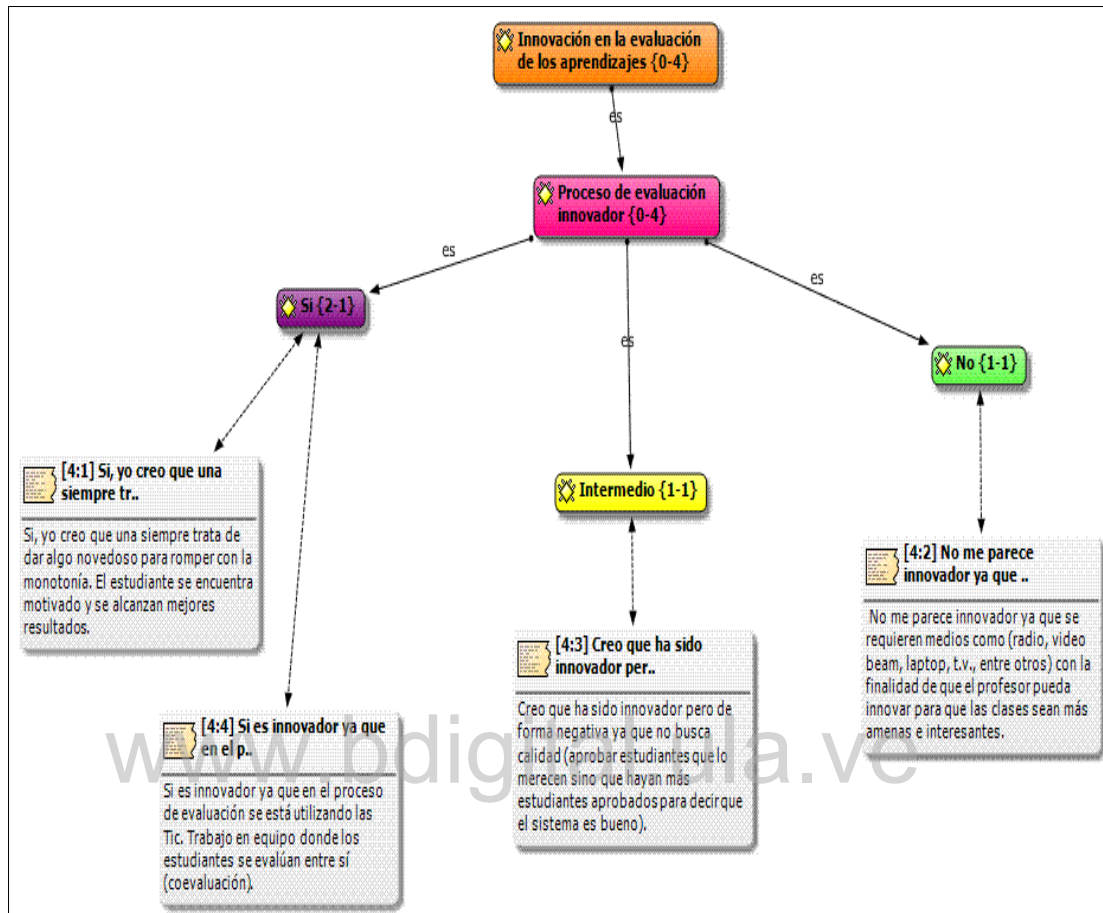 Innovación en la evaluación
de los aprendizajes {0-4}
es
Proceso de evaluación
innovador {0-4}
es
es
es
Si {2-1}
No {1-1}
Intermedio {1-1}
[4:1] Si, yo creo que una
siempre tr..
Si, yo creo que una siempre trata de
dar algo novedoso para romper con la
monotonía. El estudiante se encuentra
motivado y se alcanzan mejores
resultados.
[4:2] No me parece
innovador ya que ..
No me parece innovador ya que se
requieren medios como (radio, video
beam, laptop, t.v., entre otros) con la
finalidad de que el profesor pueda
innovar para que las clases sean más
amenas e interesantes.
[4:3] Creo que ha sido
innovador per..
Creo que ha sido innovador pero de
forma negativa ya que no busca
calidad (aprobar estudiantes que lo
merecen sino que hayan más
estudiantes aprobados para decir que
el sistema es bueno).
[4:4] Si es innovador ya que
en el p..
Si es innovador ya que en el proceso
de evaluación se está utilizando las
Tic. Trabajo en equipo donde los
estudiantes se evalúan entre sí
(coevaluación).
www.bdigital.ula.ve